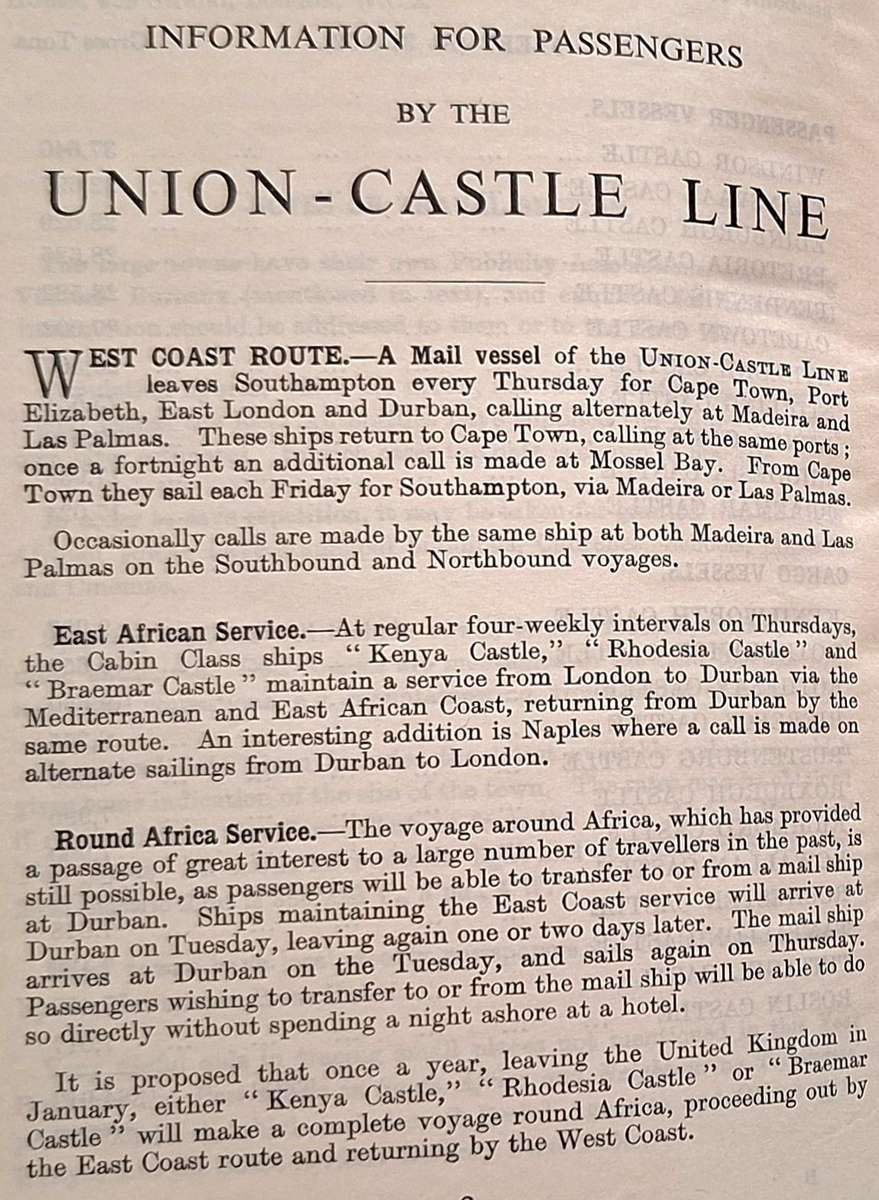 INFORMATION FOR PASSENGERS
BY THE
UNION-CASTLE LINE
WEST COAST ROUTE.—A Mail vessel of the UNION-CASTLE LINE
leaves Southampton every Thursday for Cape Town, Port
Elizabeth, East London and Durban, calling alternately at Madeira and
Las Palmas. These ships return to Cape Town, calling at the same ports;
once a fortnight an additional call is made at Mossel Bay. From Cape
Town they sail each Friday for Southampton, via Madeira or Las Palmas.
Occasionally calls are made by the same ship at both Madeira and Las
Palmas on the Southbound and Northbound voyages.
East African Service.—At regular four-weekly intervals on Thursdays,
the Cabin Class ships “Kenya Castle,” “Rhodesia Castle” and
“Braemar Castle” maintain a service from London to Durban via the
Mediterranean and East African Coast, returning from Durban by the
same route. An interesting addition is Naples where a call is made on
alternate sailings from Durban to London.
Round Africa Service.—The voyage around Africa, which has provided
a passage of great interest to a large number of travellers in the past, is
still possible, as passengers will be able to transfer to or from a mail ship
at Durban. Ships maintaining the East Coast service will arrive at
Durban on Tuesday, leaving again one or two days later. The mail ship
arrives at Durban on the Tuesday, and sails again on Thursday.
Passengers wishing to transfer to or from the mail ship will be able to do
so directly without spending a night ashore at a hotel.
It is proposed that once a year, leaving the United Kingdom in
January, either “Kenya Castle,” “Rhodesia Castle” or “Braemar
Castle” will make a complete voyage round Africa, proceeding out by
the East Coast route and returning by the West Coast.